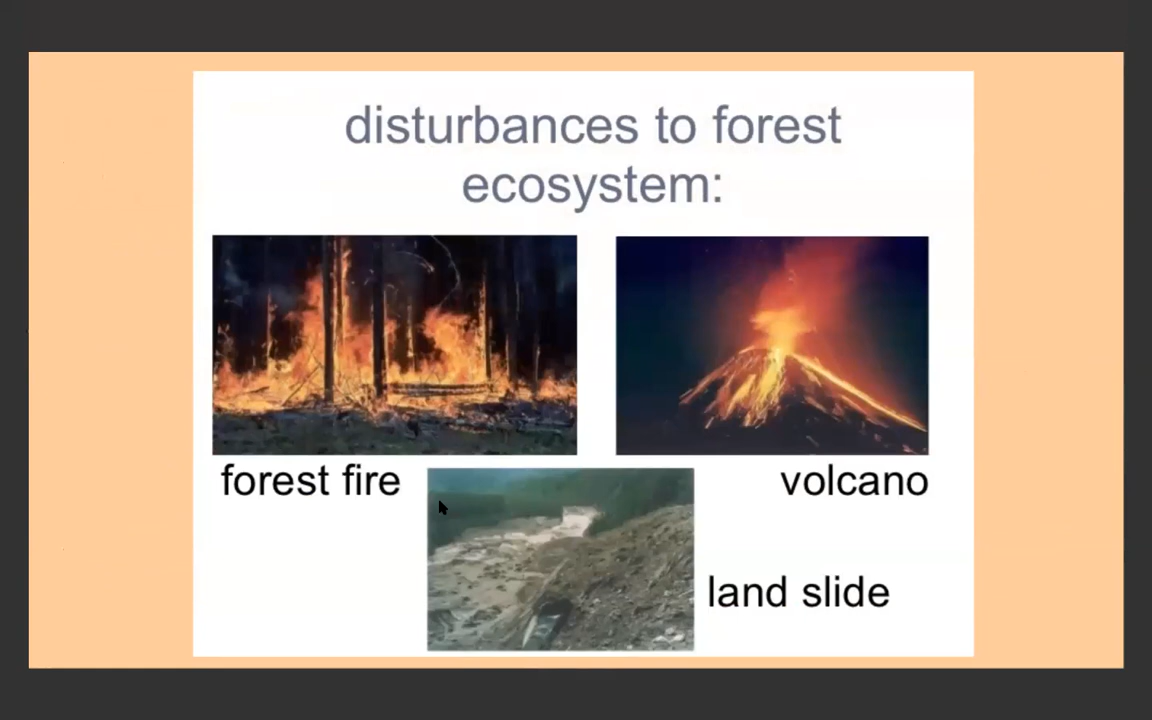 disturbances to forest
ecosystem:
forest fire
volcano
land slide